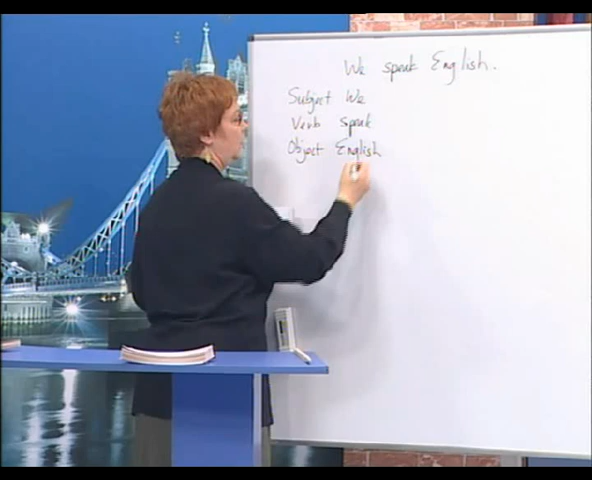 We speak English.
Subject We
Verb speak
Object English